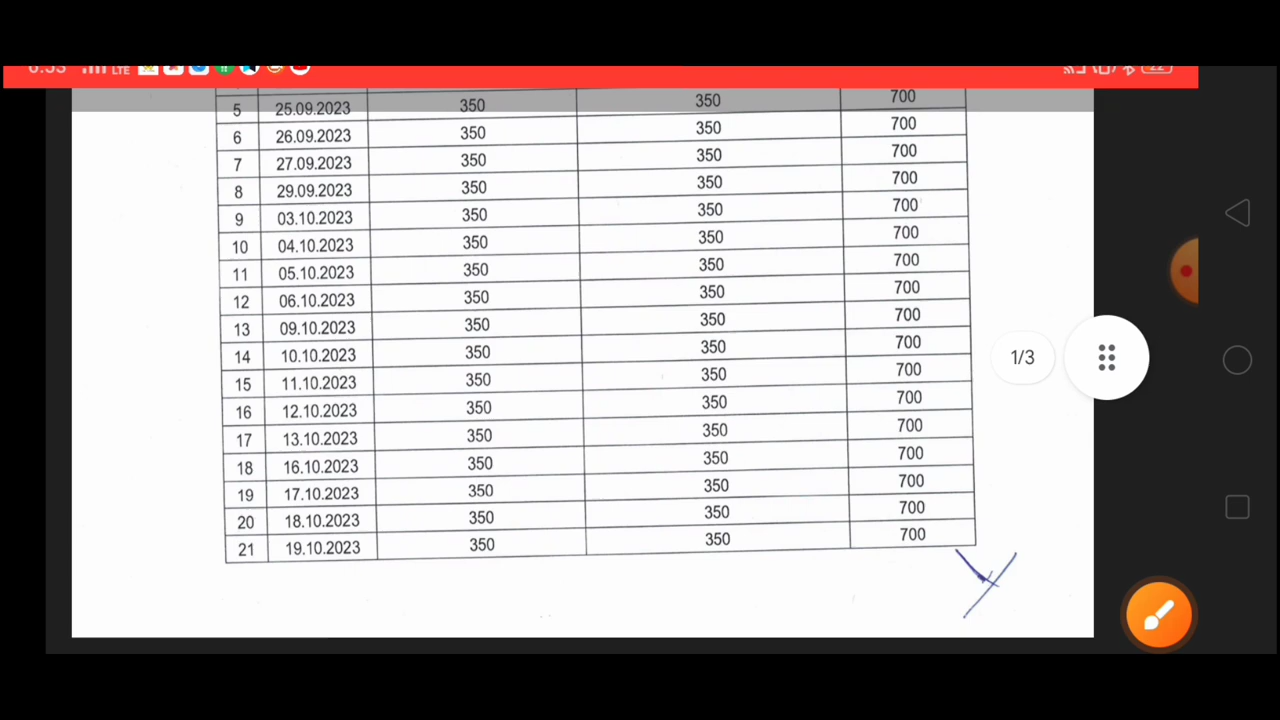 6:53 LTE 22
5 25.09.2023 350 350 700
6 26.09.2023 350 350 700
7 27.09.2023 350 350 700
8 29.09.2023 350 350 700
9 03.10.2023 350 350 700
10 04.10.2023 350 350 700
11 05.10.2023 350 350 700
12 06.10.2023 350 350 700
13 09.10.2023 350 350 700
14 10.10.2023 350 350 700
15 11.10.2023 350 350 700
16 12.10.2023 350 350 700
17 13.10.2023 350 350 700
18 16.10.2023 350 350 700
19 17.10.2023 350 350 700
20 18.10.2023 350 350 700
21 19.10.2023 350 350 700
1/3